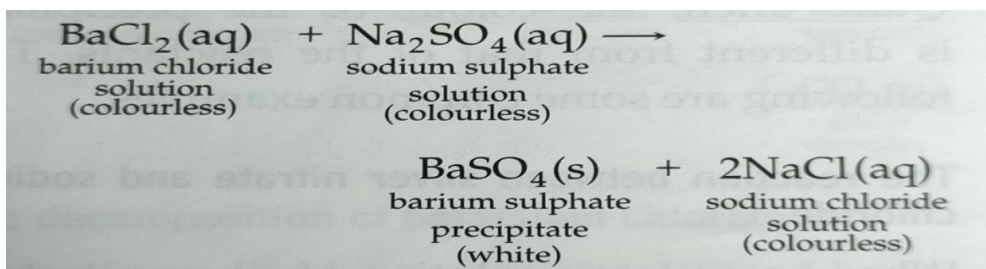 BaCl₂(aq) + Na₂SO₄(aq) ⟶
barium chloride sodium sulphate
solution solution
(colourless) (colourless)
BaSO₄(s) + 2NaCl(aq)
barium sulphate sodium chloride
precipitate solution
(white) (colourless)